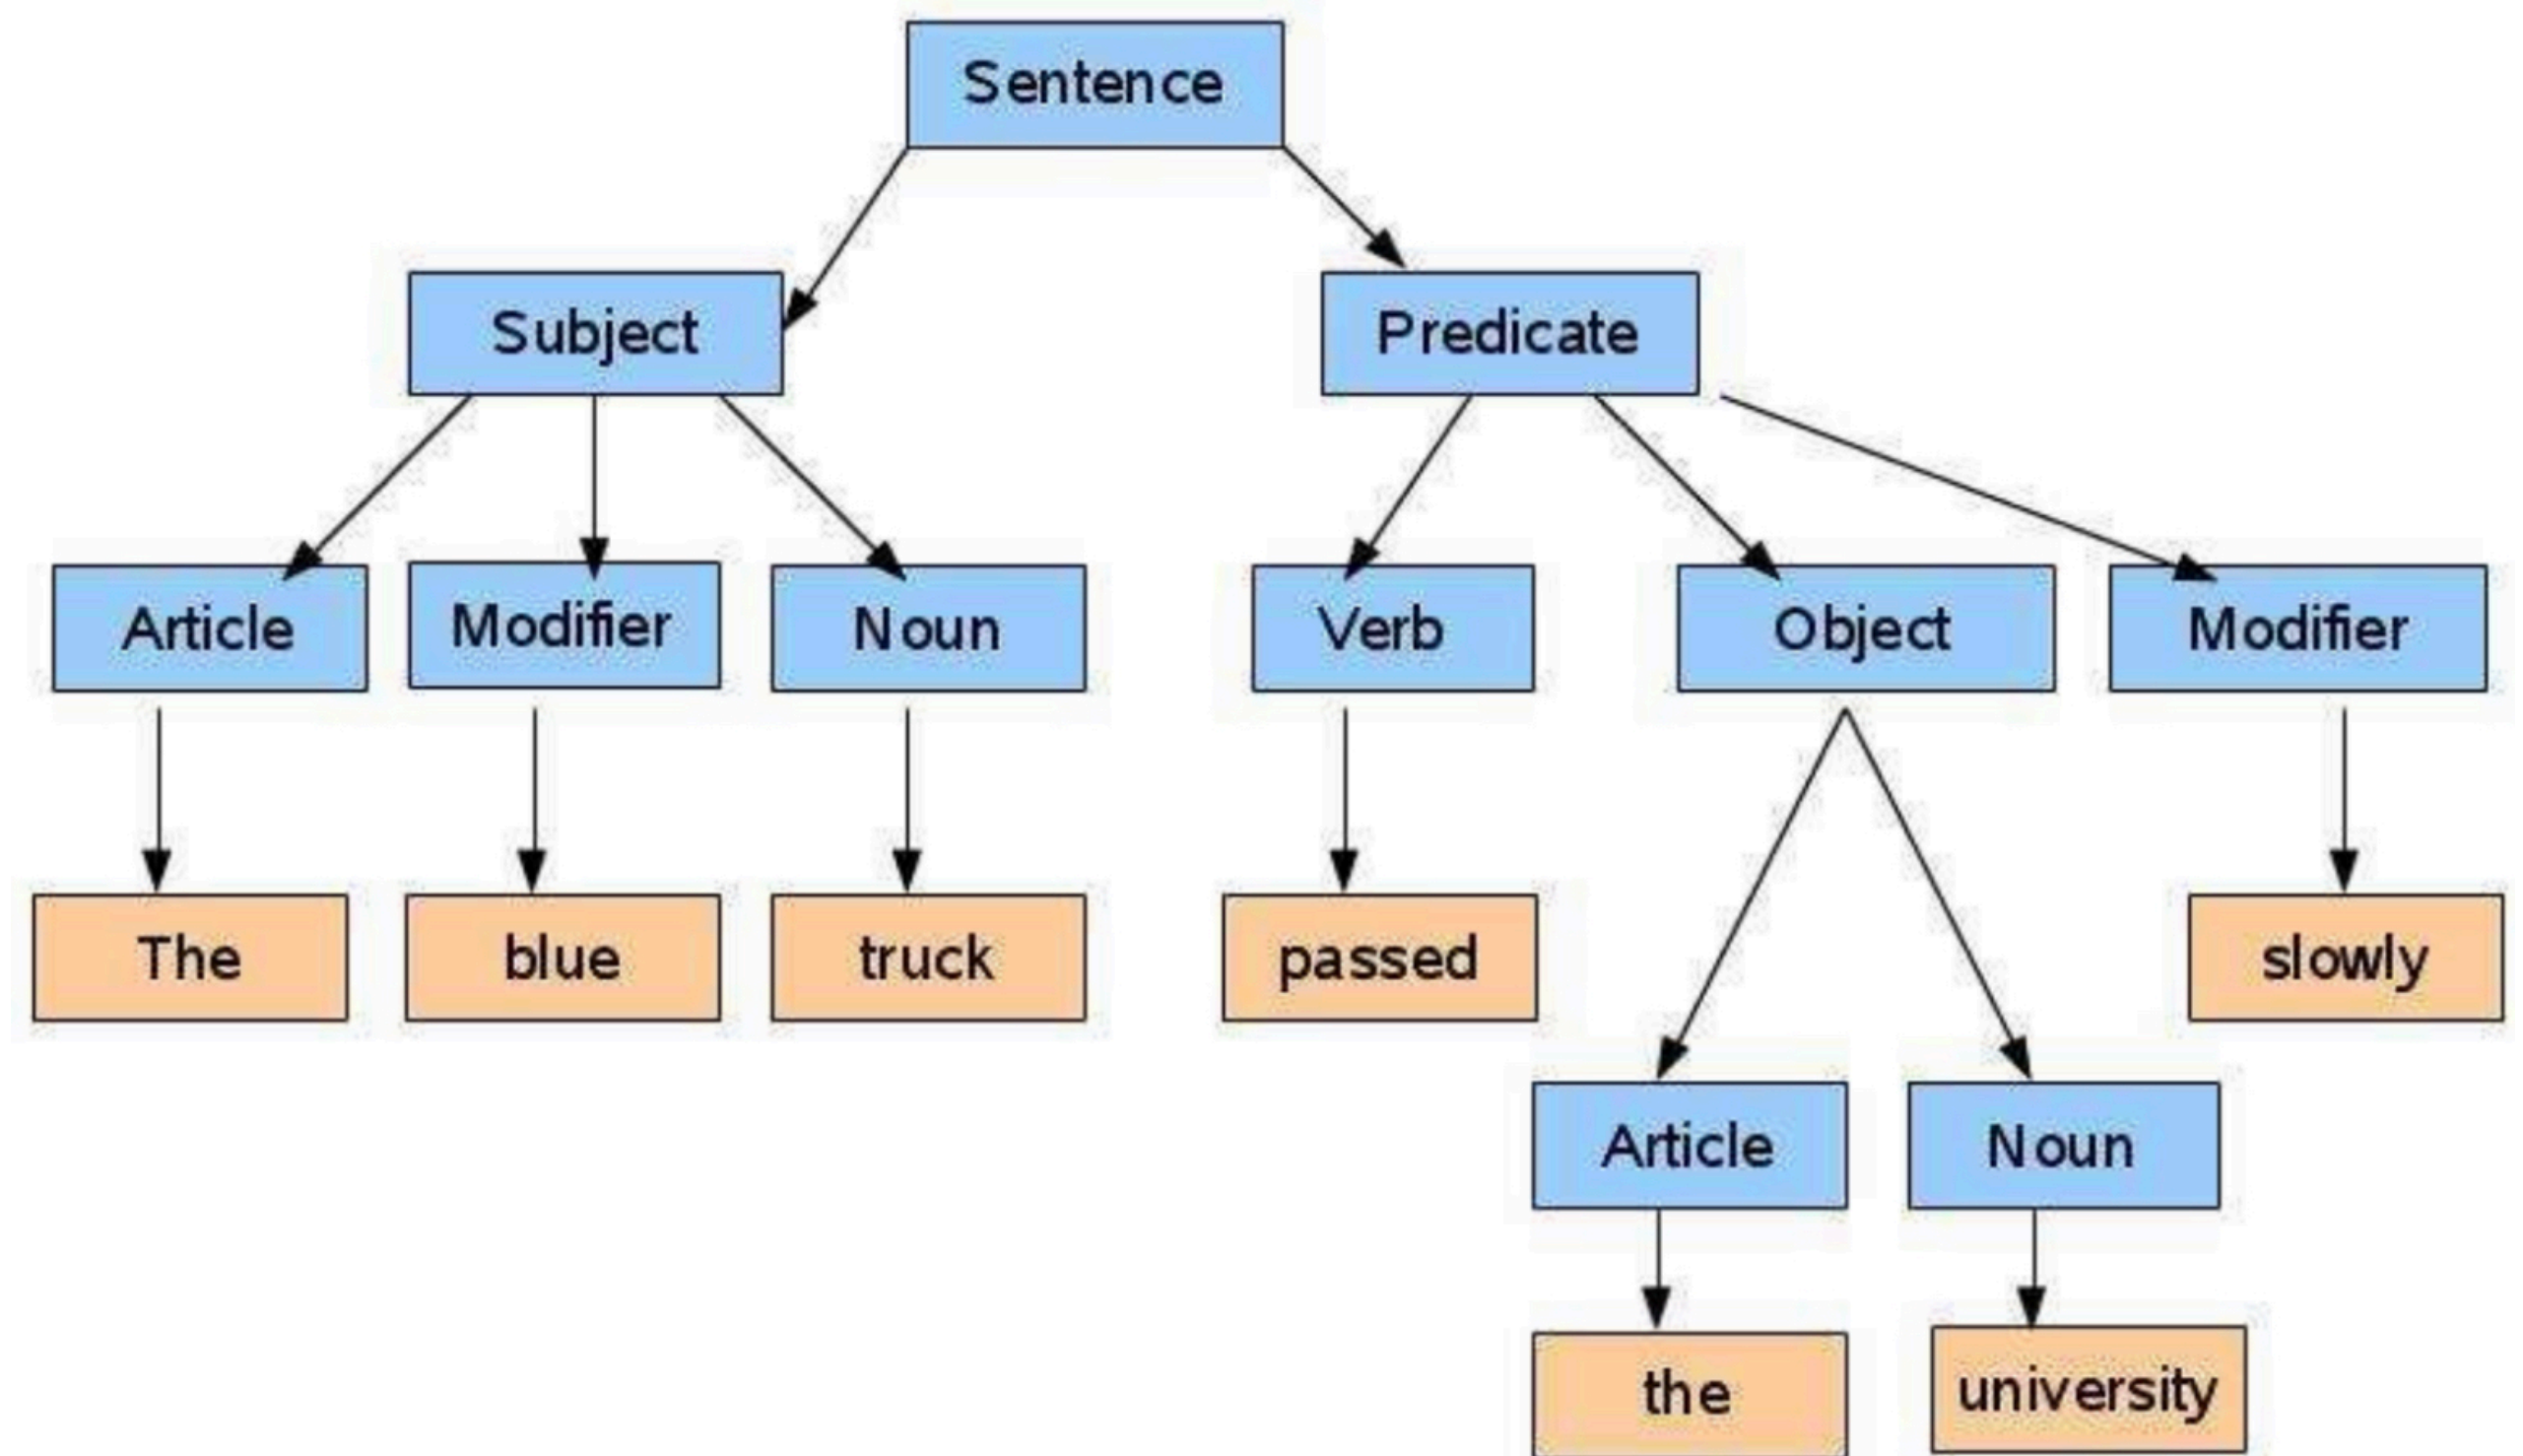 Sentence
Subject Predicate
Article Modifier Noun Verb Object Modifier
The blue truck passed slowly
Article Noun
the university